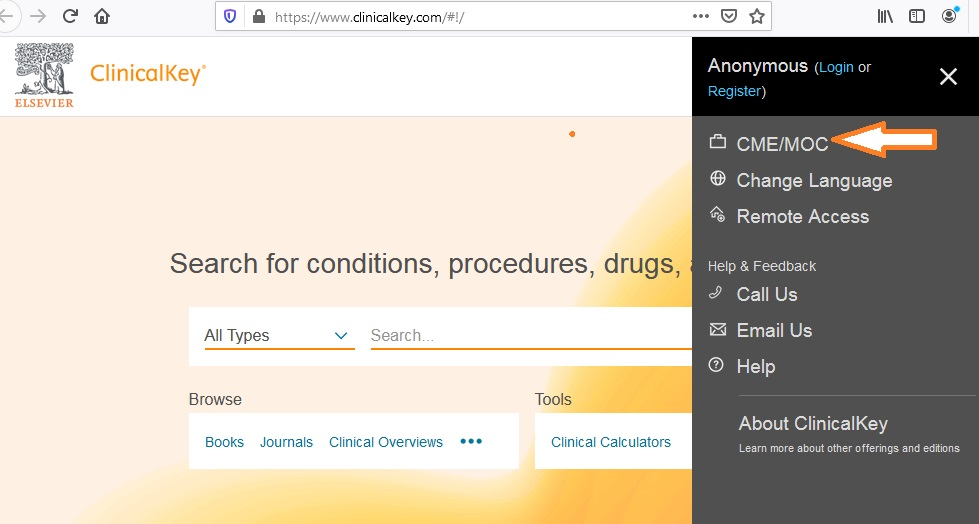 https://www.clinicalkey.com/#!/
ELSEVIER
ClinicalKey®
Anonymous (Login or
Register)
CME/MOC
Change Language
Remote Access
Help & Feedback
Call Us
Email Us
Help
About ClinicalKey
Learn more about other offerings and editions
Search for conditions, procedures, drugs,
All Types
Search...
Browse
Books Journals Clinical Overviews •••
Tools
Clinical Calculators